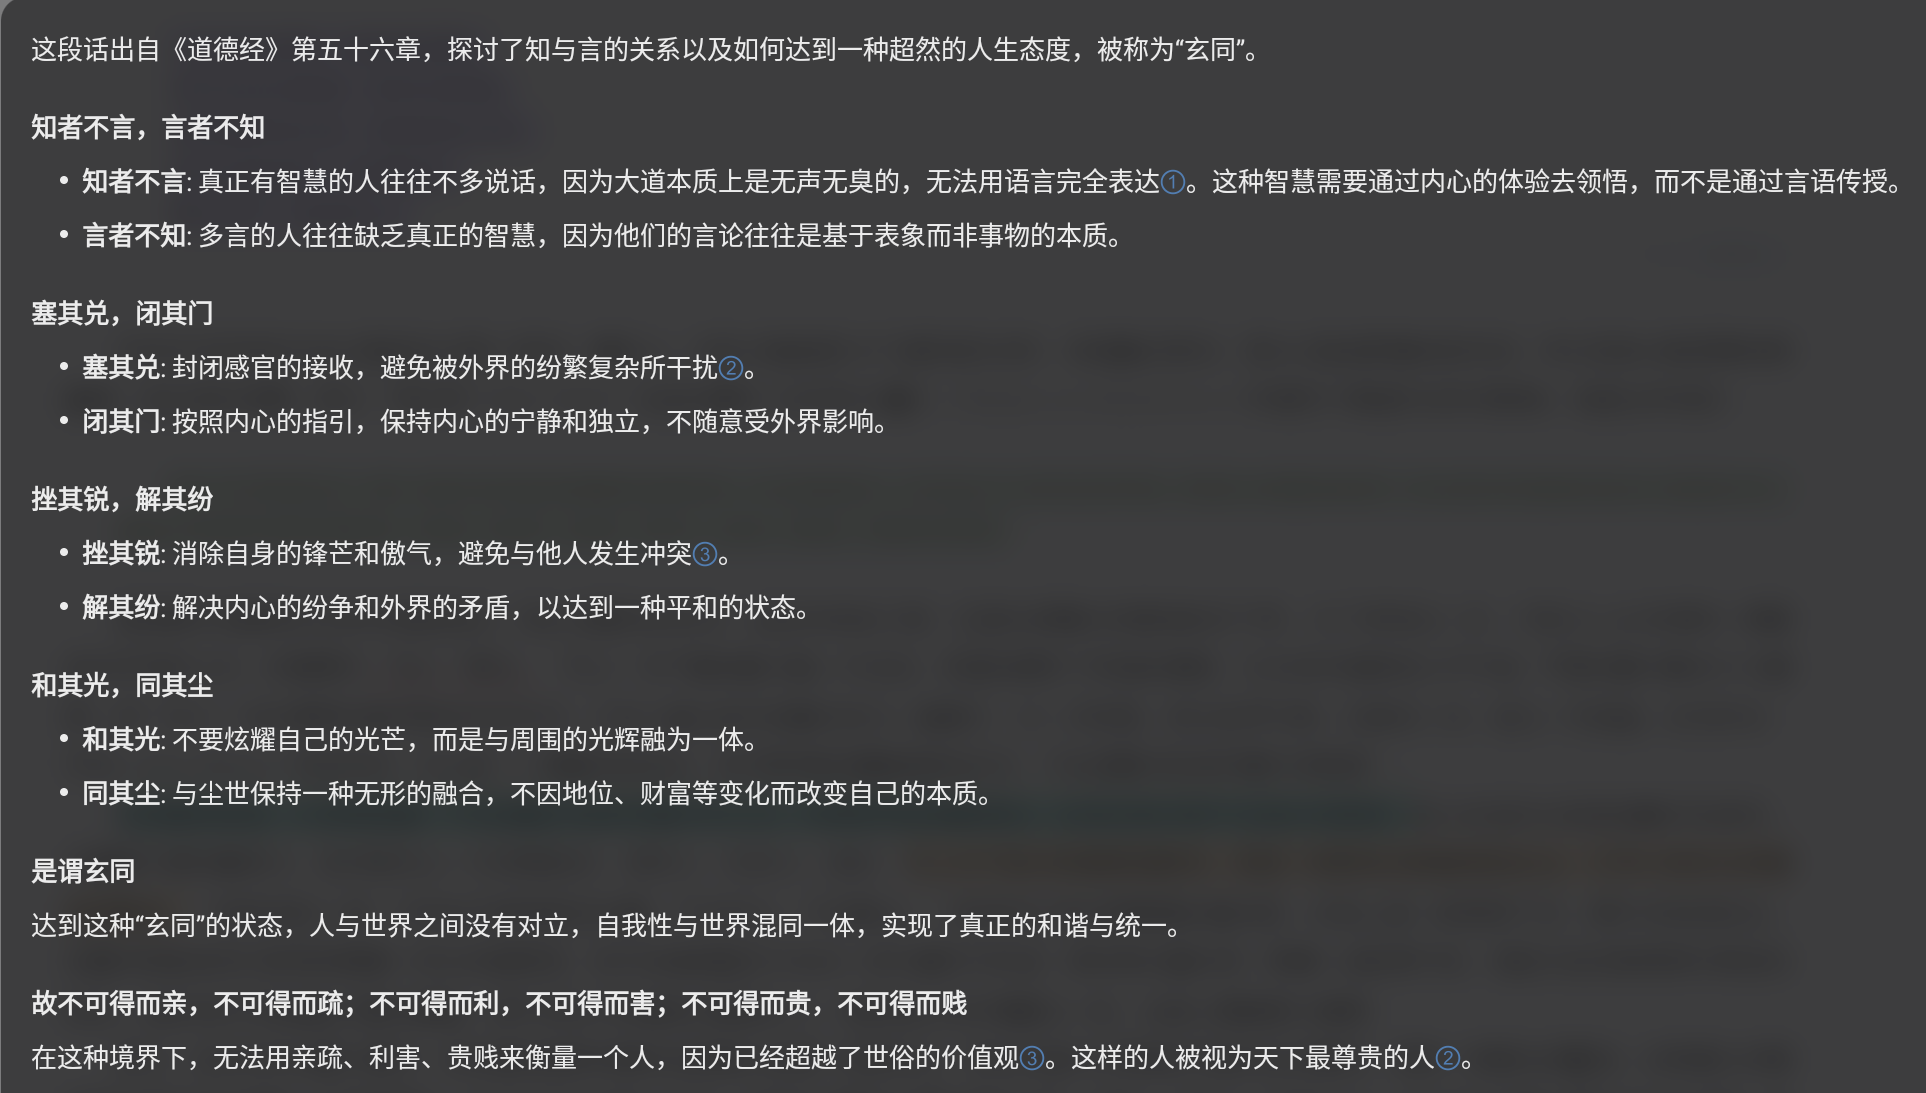 这段话出自《道德经》第五十六章，探讨了知与言的关系以及如何达到一种超然的人生态度，被称为“玄同”。
知者不言，言者不知
• 知者不言: 真正有智慧的人往往不多说话，因为大道本质上是无声无臭的，无法用语言完全表达①。这种智慧需要通过内心的体验去领悟，而不是通过言语传授。
• 言者不知: 多言的人往往缺乏真正的智慧，因为他们的言论往往是基于表象而非事物的本质。
塞其兑，闭其门
• 塞其兑: 封闭感官的接收，避免被外界的纷繁复杂所干扰②。
• 闭其门: 按照内心的指引，保持内心的宁静和独立，不随意受外界影响。
挫其锐，解其纷
• 挫其锐: 消除自身的锋芒和傲气，避免与他人发生冲突③。
• 解其纷: 解决内心的纷争和外界的矛盾，以达到一种平和的状态。
和其光，同其尘
• 和其光: 不要炫耀自己的光芒，而是与周围的光辉融为一体。
• 同其尘: 与尘世保持一种无形的融合，不因地位、财富等变化而改变自己的本质。
是谓玄同
达到这种“玄同”的状态，人与世界之间没有对立，自我性与世界混同一体，实现了真正的和谐与统一。
故不可得而亲，不可得而疏；不可得而利，不可得而害；不可得而贵，不可得而贱
在这种境界下，无法用亲疏、利害、贵贱来衡量一个人，因为已经超越了世俗的价值观③。这样的人被视为天下最尊贵的人②。